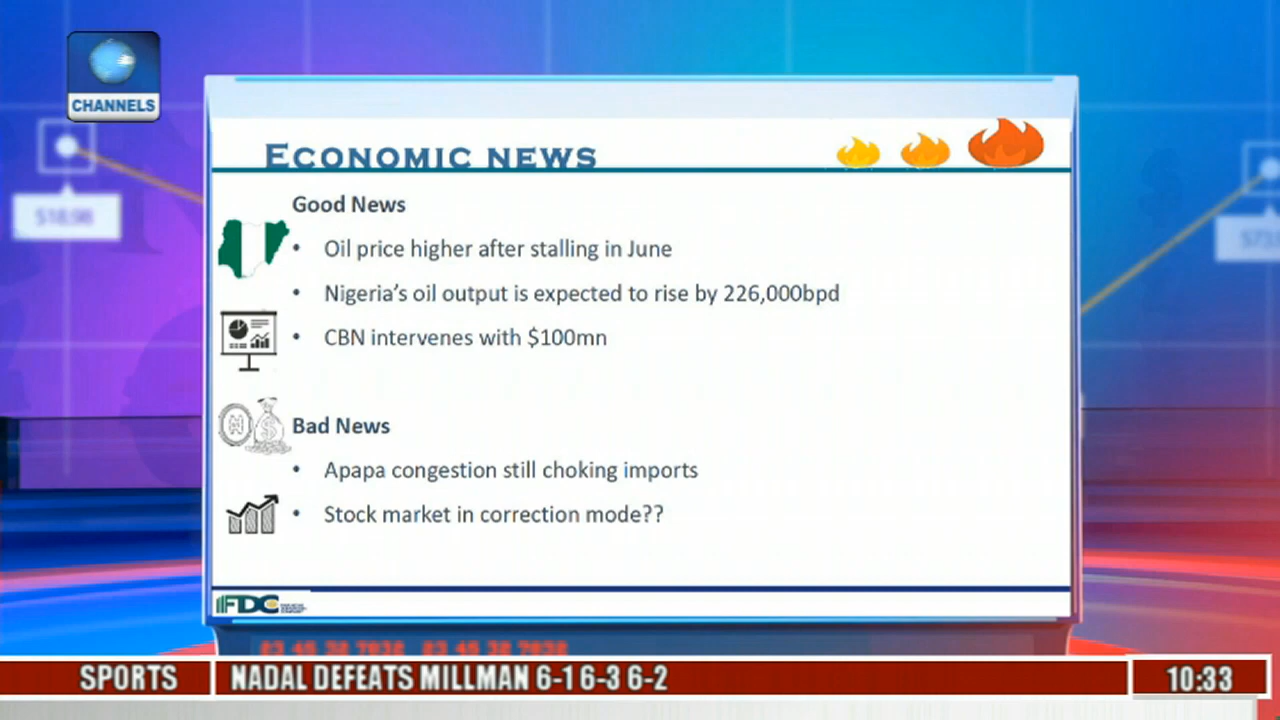 CHANNELS
ECONOMIC NEWS
Good News
• Oil price higher after stalling in June
• Nigeria’s oil output is expected to rise by 226,000bpd
• CBN intervenes with $100mn
Bad News
• Apapa congestion still choking imports
• Stock market in correction mode??
FDC
SPORTS
NADAL DEFEATS MILLMAN 6-1 6-3 6-2
10:33